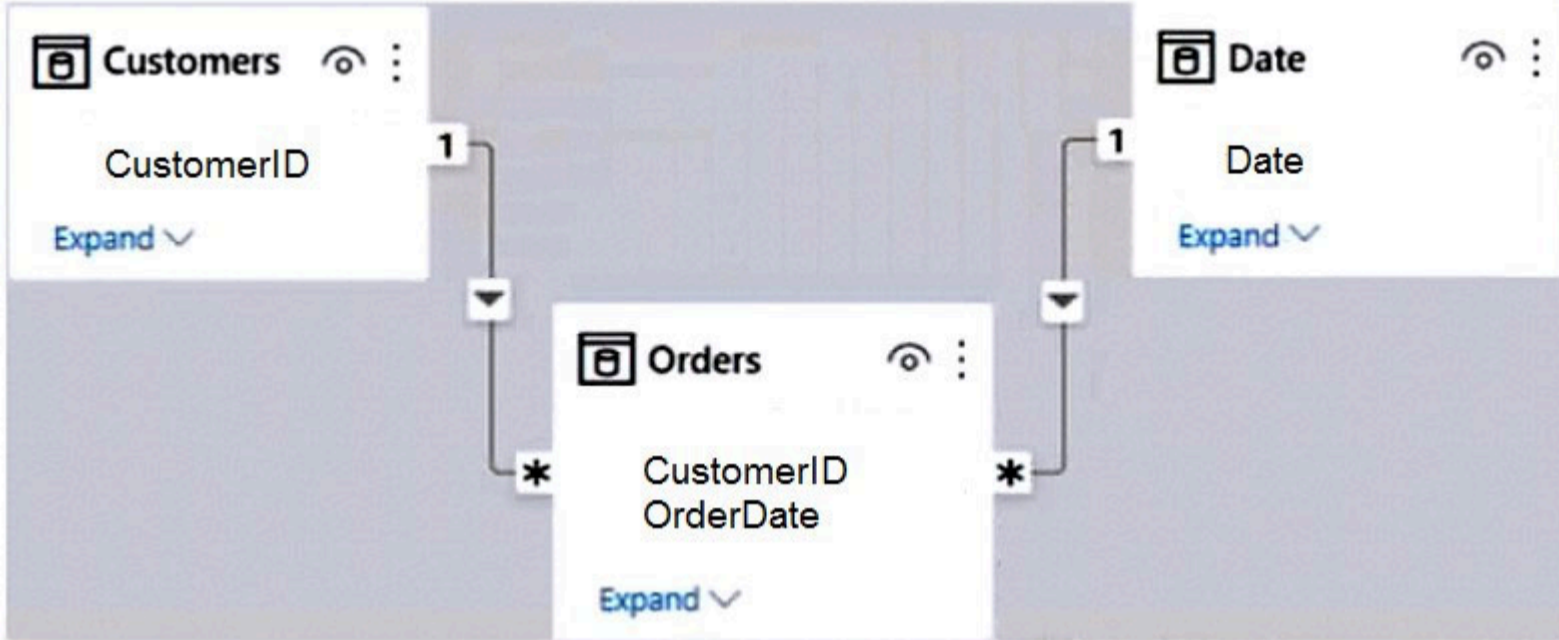 Customers
CustomerID
Expand
1
Date
Date
Expand
1
Orders
CustomerID
OrderDate
Expand
*
*